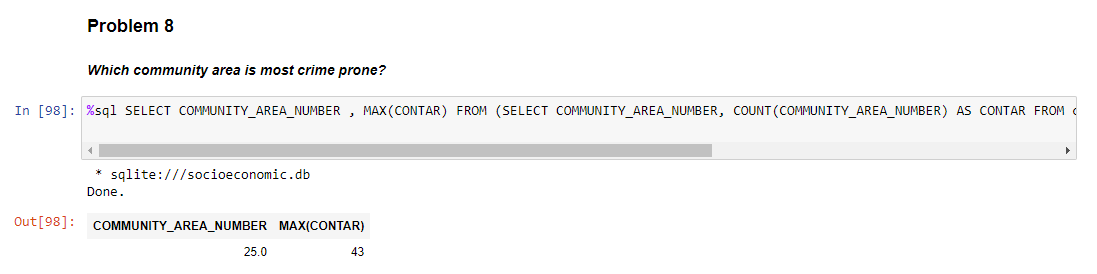 Problem 8
Which community area is most crime prone?
In [98]: %sql SELECT COMMUNITY_AREA_NUMBER , MAX(CONTAR) FROM (SELECT COMMUNITY_AREA_NUMBER, COUNT(COMMUNITY_AREA_NUMBER) AS CONTAR FROM
* sqlite:///socioeconomic.db
Done.
Out[98]:
COMMUNITY_AREA_NUMBER MAX(CONTAR)
25.0 43